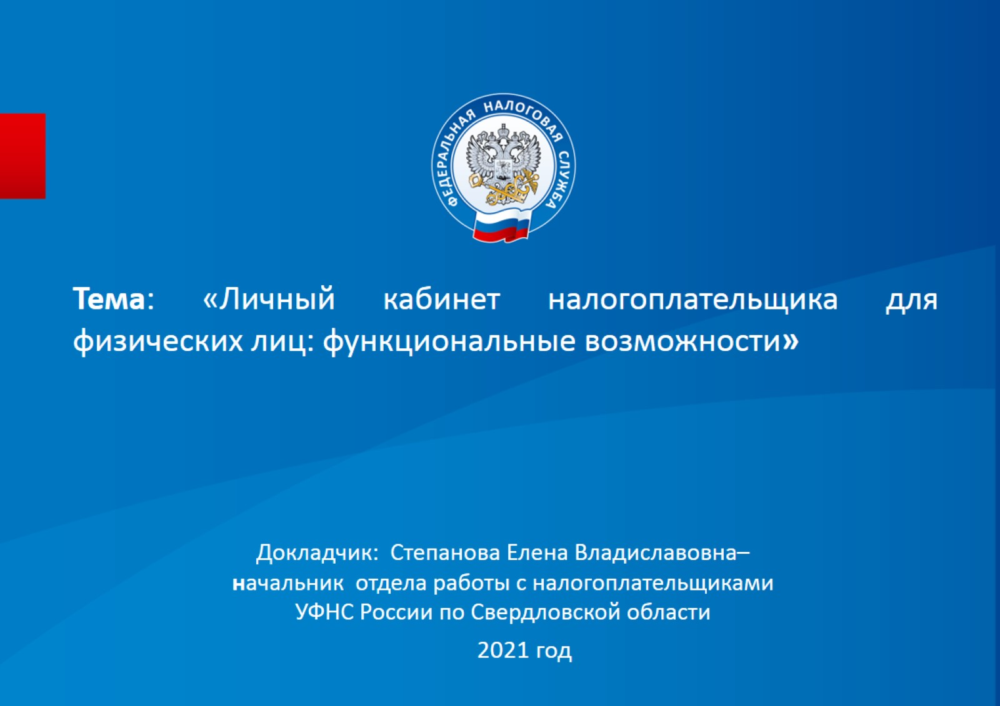 ФЕДЕРАЛЬНАЯ НАЛОГОВАЯ СЛУЖБА
Тема: «Личный кабинет налогоплательщика для
физических лиц: функциональные возможности»
Докладчик: Степанова Елена Владиславовна–
начальник отдела работы с налогоплательщиками
УФНС России по Свердловской области
2021 год